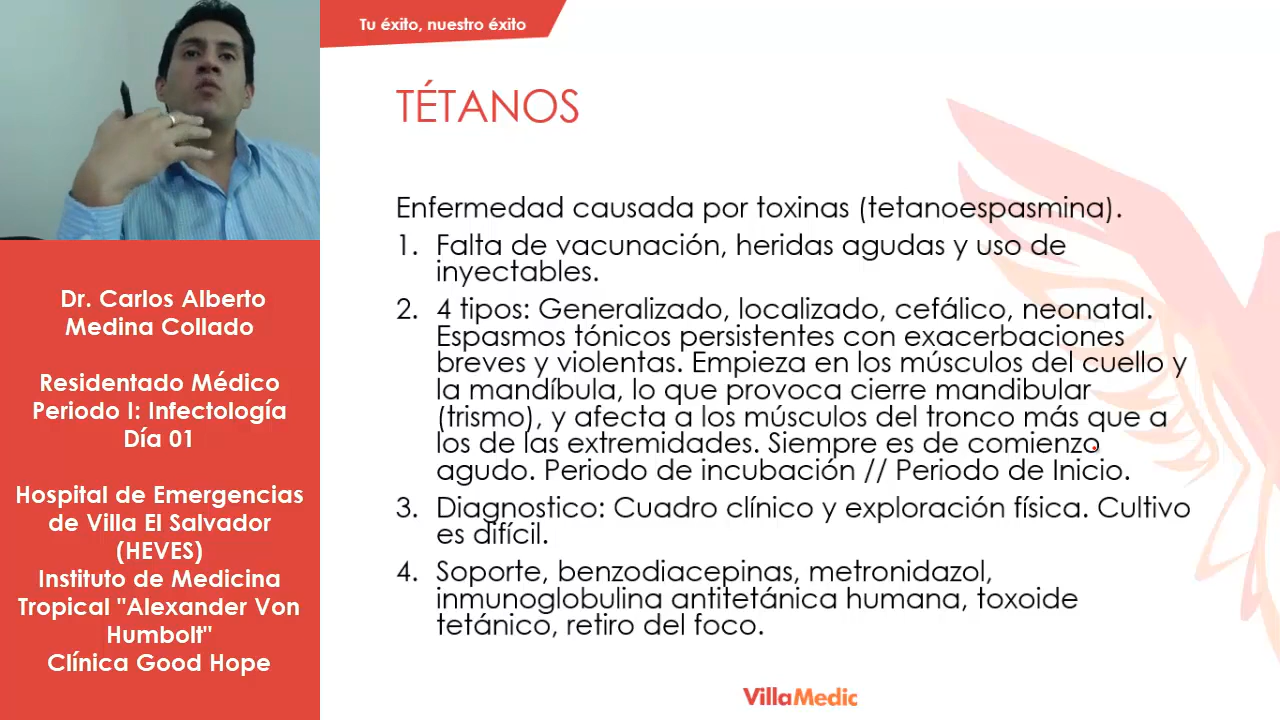 Tu éxito, nuestro éxito
TÉTANOS
Enfermedad causada por toxinas (tetanoespasmina).
1. Falta de vacunación, heridas agudas y uso de
inyectables.
2. 4 tipos: Generalizado, localizado, cefálico, neonatal.
Espasmos tónicos persistentes con exacerbaciones
breves y violentas. Empieza en los músculos del cuello y
la mandíbula, lo que provoca cierre mandibular
(trismo), y afecta a los músculos del tronco más que a
los de las extremidades. Siempre es de comienzo
agudo. Periodo de incubación // Periodo de Inicio.
3. Diagnostico: Cuadro clínico y exploración física. Cultivo
es difícil.
4. Soporte, benzodiacepinas, metronidazol,
inmunoglobulina antitetánica humana, toxoide
tetánico, retiro del foco.
VillaMedic
Dr. Carlos Alberto
Medina Collado
Residentado Médico
Periodo I: Infectología
Día 01
Hospital de Emergencias
de Villa El Salvador
(HEVES)
Instituto de Medicina
Tropical "Alexander Von
Humbolt"
Clínica Good Hope